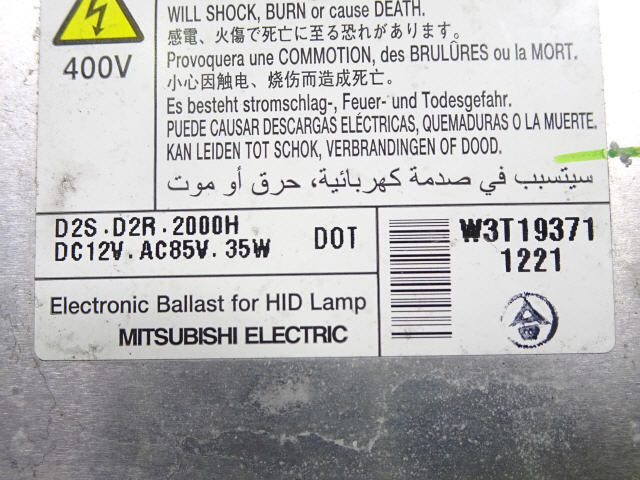 WILL SHOCK, BURN or cause DEATH.
感電、火傷で死亡に至る恐れがあります。
Provoquera une COMMOTION, des BRULÛRES ou la MORT.
小心因触电、烧伤而造成死亡。
Es besteht stromschlag-, Feuer- und Todesgefahr.
PUEDE CAUSAR DESCARGAS ELÉCTRICAS, QUEMADURAS O LA MUERTE.
KAN LEIDEN TOT SCHOK, VERBRANDINGEN OF DOOD.
سيتسبب في صدمة كهربائية، حرق أو موت
400V
D2S.D2R.2000H
DC12V.AC85V.35W
DOT
W3T19371
1221
Electronic Ballast for HID Lamp
MITSUBISHI ELECTRIC